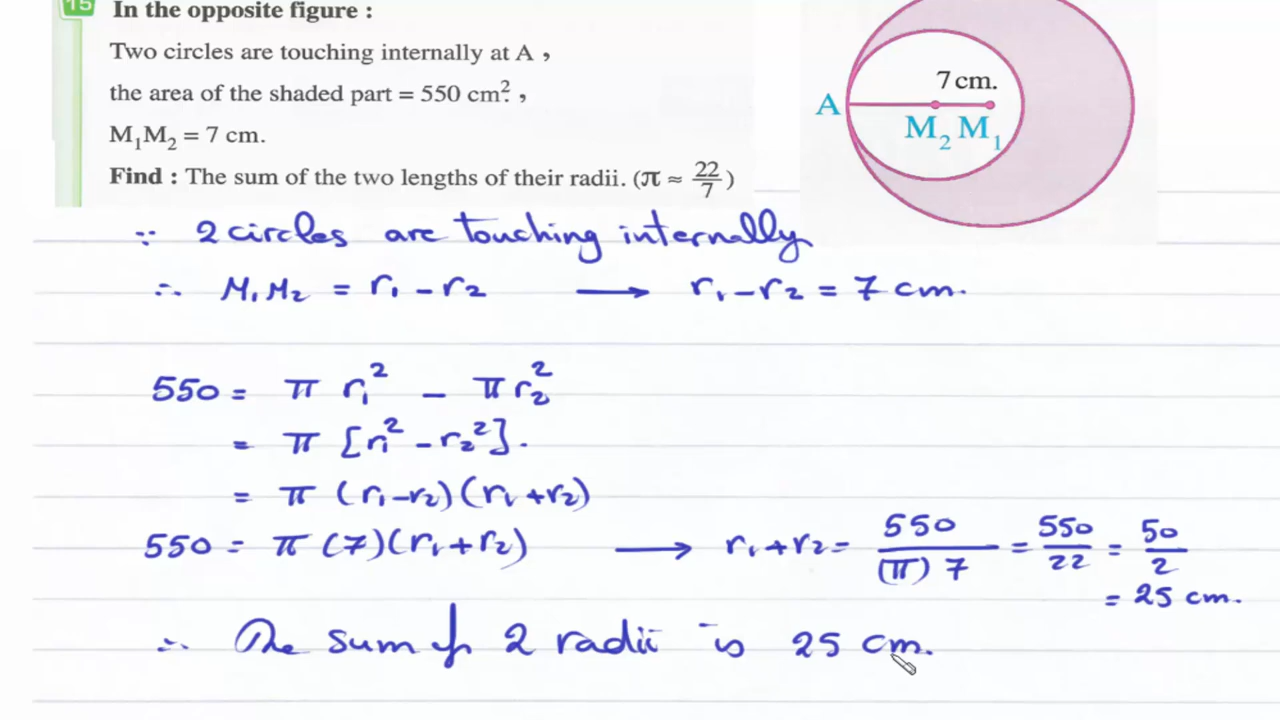 15 In the opposite figure :
Two circles are touching internally at A ,
the area of the shaded part = 550 cm². ,
M₁M₂ = 7 cm.
Find : The sum of the two lengths of their radii. (π ≈ 22/7)
7 cm.
A
M₂ M₁
∵ 2 circles are touching internally
∴ M₁M₂ = r₁ - r₂ → r₁ - r₂ = 7 cm.
550 = π r₁² - π r₂²
= π [r₁² - r₂²].
= π (r₁ - r₂)(r₁ + r₂)
550 = π (7)(r₁ + r₂) → r₁ + r₂ = 550/(π) 7 = 550/22 = 50/2
= 25 cm.
∴ The sum of 2 radii is 25 cm.